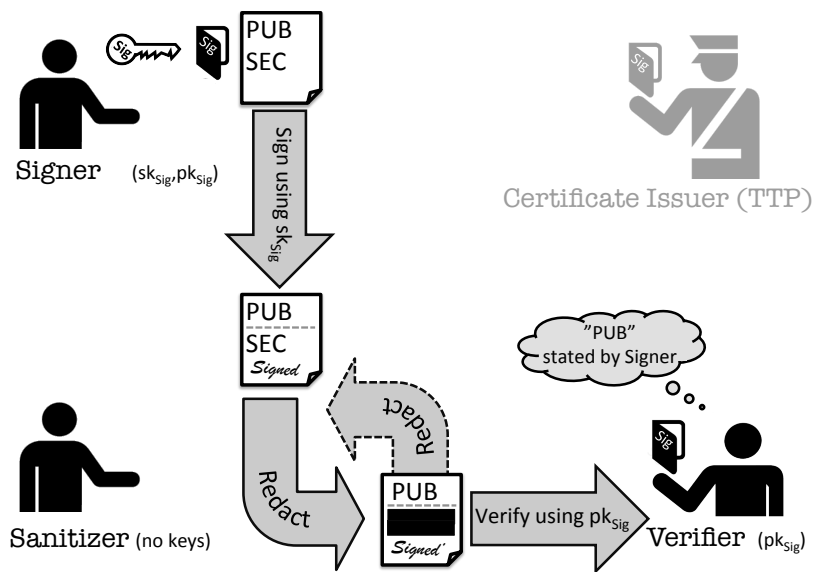 Sig
Sig
PUB
SEC
Sig
Signer (sk_Sig,pk_Sig)
Sign using sk_Sig
Certificate Issuer (TTP)
PUB
SEC
Signed
”PUB”
stated by Signer
Redact
Redact
Sig
PUB
Signed'
Verify using pk_Sig
Sanitizer (no keys)
Verifier (pk_Sig)